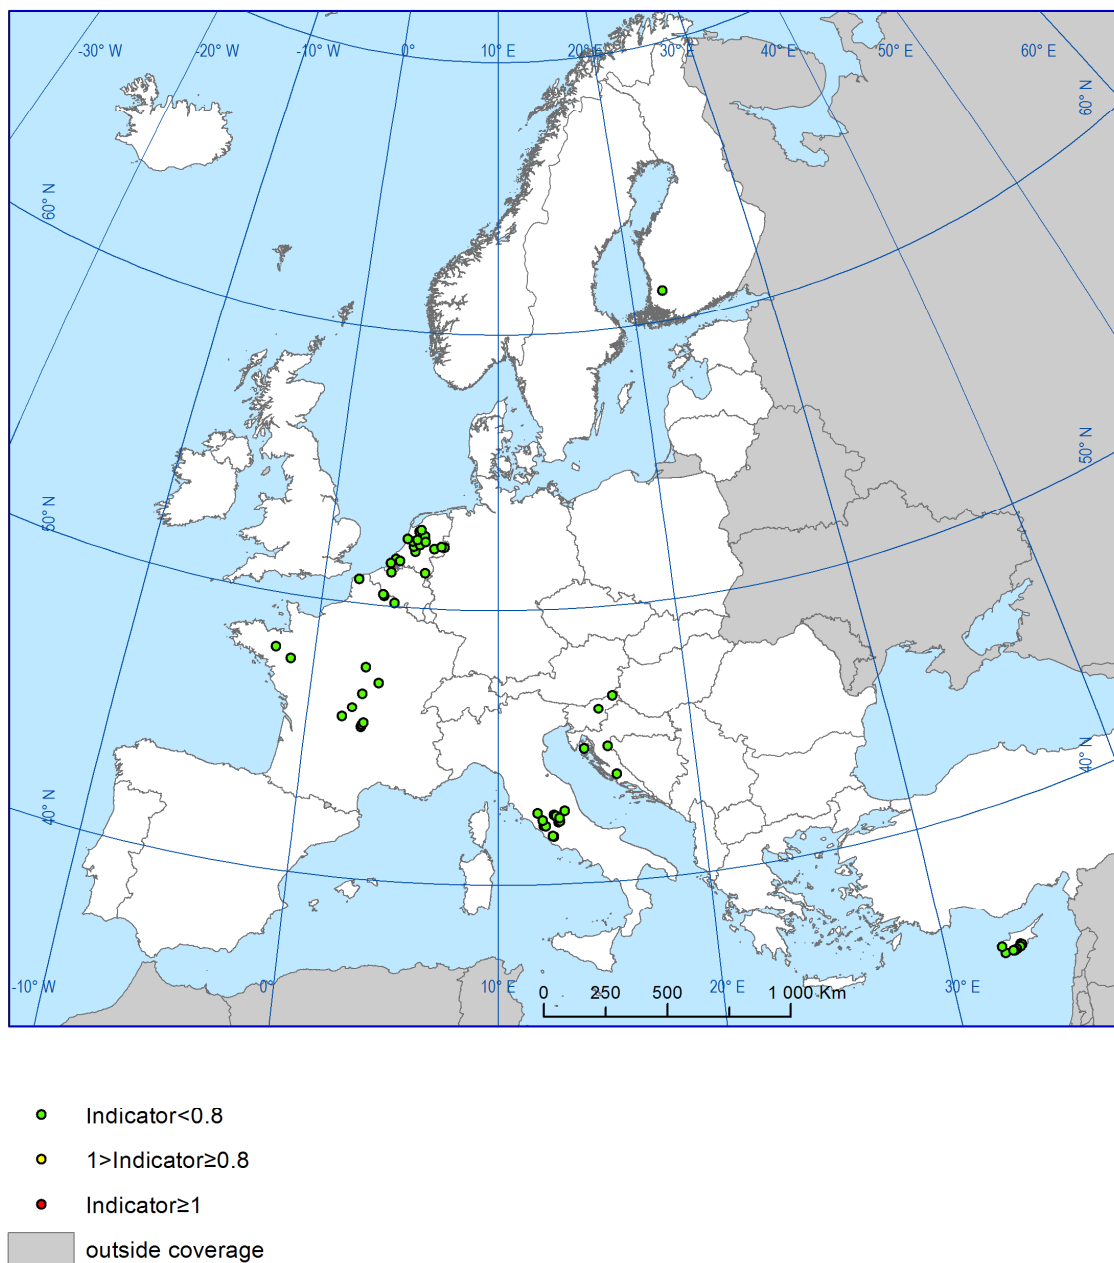 -30° W -20° W -10° W 0° 10° E 20° E 30° E 40° E 50° E 60° E
60° N
60° N
50° N
50° N
40° N
40° N
-10° W 0° 10° E 20° E 30° E
0 250 500 1 000 Km
Indicator<0.8
1>Indicator≥0.8
Indicator≥1
outside coverage